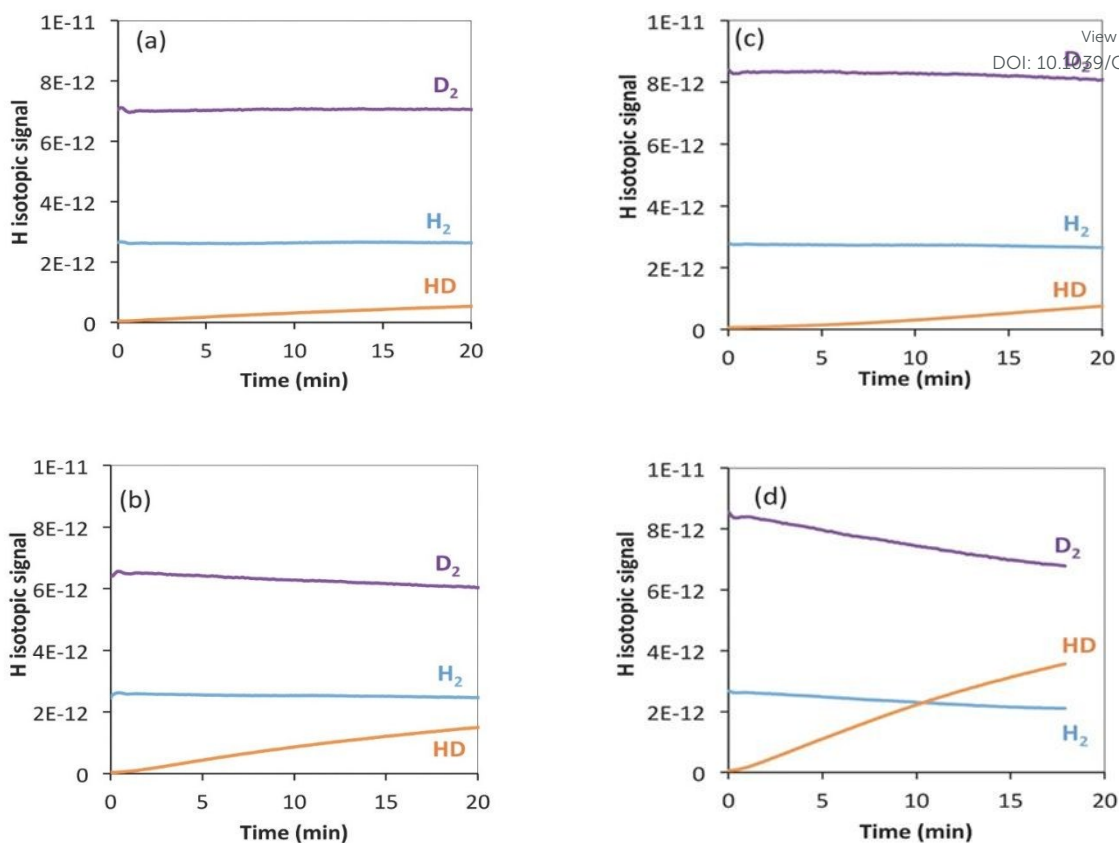 (a)
1E-11
8E-12
6E-12
4E-12
2E-12
0
H isotopic signal
D₂
H₂
HD
0 5 10 15 20
Time (min)
(c)
View
1E-11
8E-12
6E-12
4E-12
2E-12
0
H isotopic signal
H₂
HD
0 5 10 15 20
Time (min)
(b)
1E-11
8E-12
6E-12
4E-12
2E-12
0
H isotopic signal
D₂
H₂
HD
0 5 10 15 20
Time (min)
(d)
1E-11
8E-12
6E-12
4E-12
2E-12
0
H isotopic signal
D₂
HD
H₂
0 5 10 15 20
Time (min)